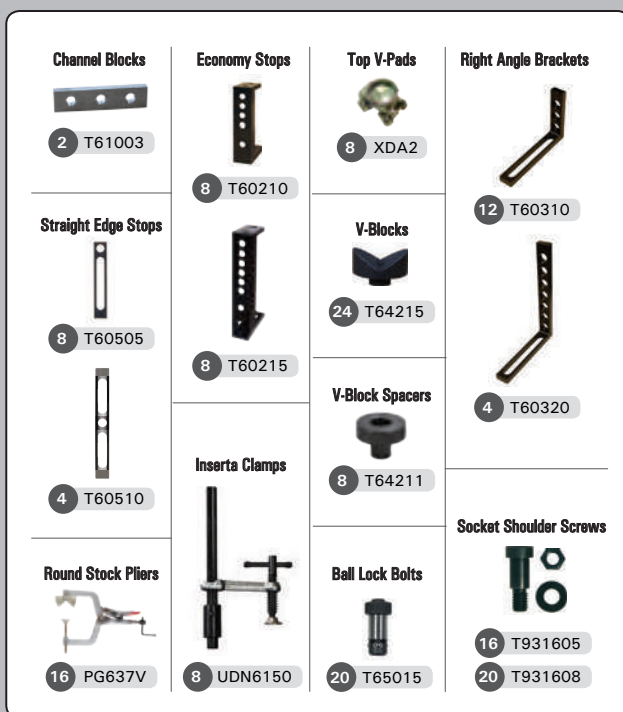 Channel Blocks
2 T61003
Straight Edge Stops
8 T60505
4 T60510
Round Stock Pliers
16 PG637V
Economy Stops
8 T60210
8 T60215
Inserta Clamps
8 UDN6150
Top V-Pads
8 XDA2
V-Blocks
24 T64215
V-Block Spacers
8 T64211
Ball Lock Bolts
20 T65015
Right Angle Brackets
12 T60310
4 T60320
Socket Shoulder Screws
16 T931605
20 T931608